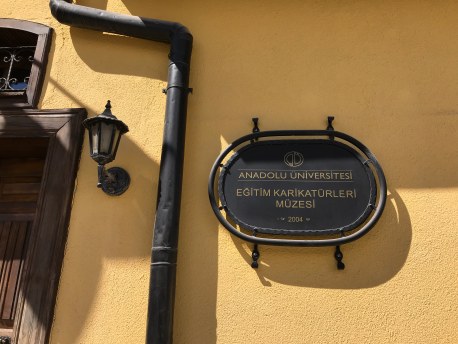 ANADOLU ÜNİVERSİTESİ
EĞİTİM KARİKATÜRLERİ
MÜZESİ
2004